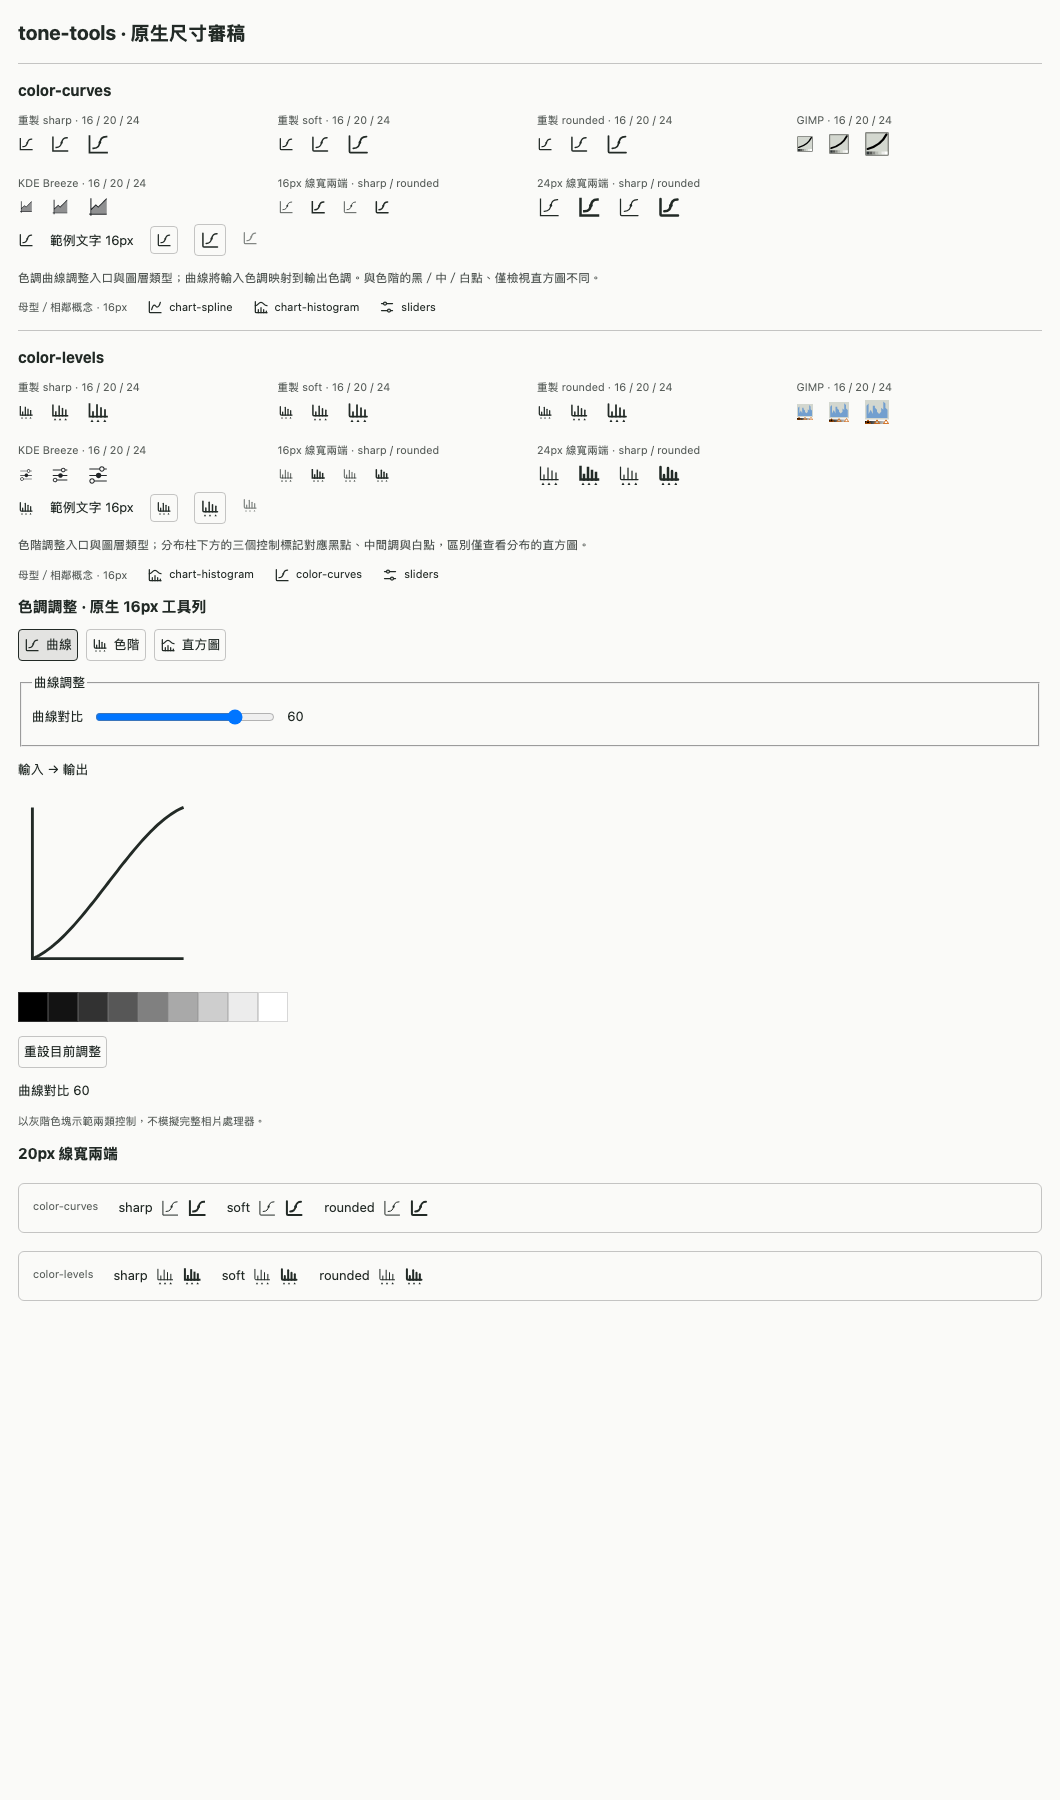 tone-tools · 原生尺寸審稿
color-curves
重製 sharp · 16 / 20 / 24
重製 soft · 16 / 20 / 24
重製 rounded · 16 / 20 / 24
GIMP · 16 / 20 / 24
KDE Breeze · 16 / 20 / 24
16px 線寬兩端 · sharp / rounded
24px 線寬兩端 · sharp / rounded
範例文字 16px
色調曲線調整入口與圖層類型；曲線將輸入色調映射到輸出色調。與色階的黑 / 中 / 白點、僅檢視直方圖不同。
母型 / 相鄰概念 · 16px chart-spline chart-histogram sliders
color-levels
重製 sharp · 16 / 20 / 24
重製 soft · 16 / 20 / 24
重製 rounded · 16 / 20 / 24
GIMP · 16 / 20 / 24
KDE Breeze · 16 / 20 / 24
16px 線寬兩端 · sharp / rounded
24px 線寬兩端 · sharp / rounded
範例文字 16px
色階調整入口與圖層類型；分布柱下方的三個控制標記對應黑點、中間調與白點，區別僅查看分布的直方圖。
母型 / 相鄰概念 · 16px chart-histogram color-curves sliders
色調調整 · 原生 16px 工具列
曲線 色階 直方圖
曲線調整
曲線對比 60
輸入 → 輸出
重設目前調整
曲線對比 60
以灰階色塊示範兩類控制，不模擬完整相片處理器。
20px 線寬兩端
color-curves sharp soft rounded
color-levels sharp soft rounded